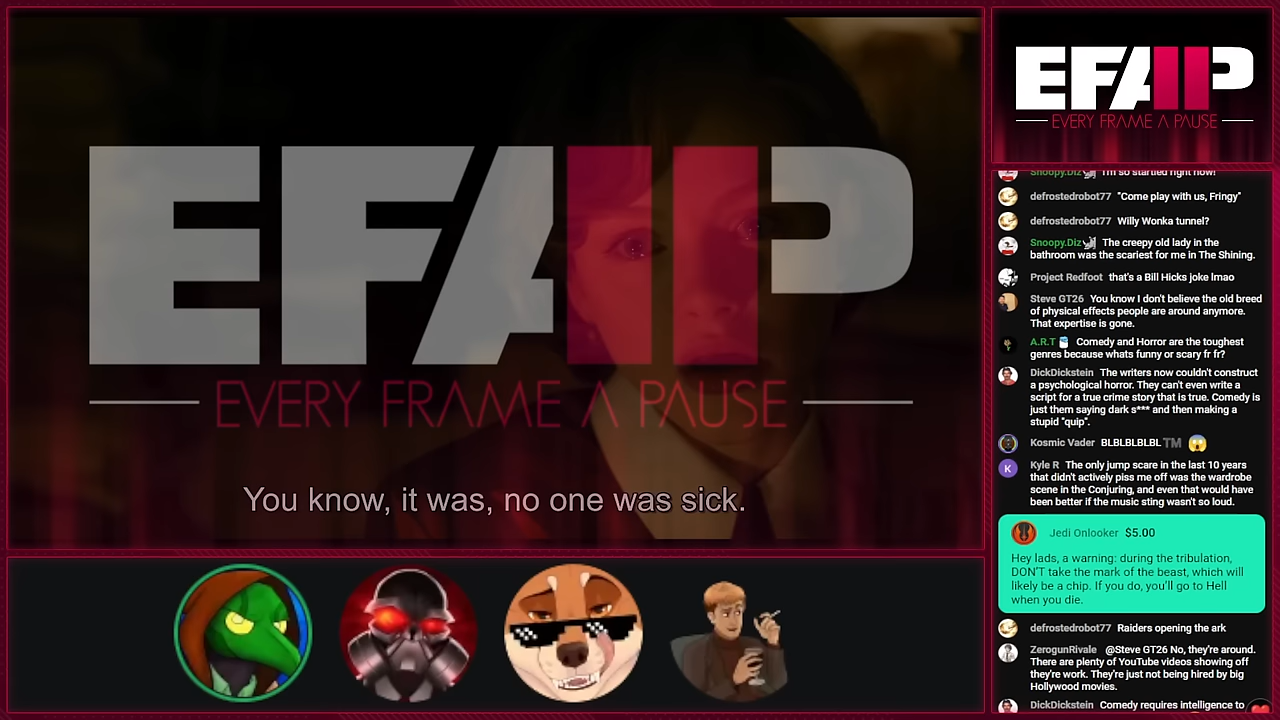 EFAP
EVERY FRAME A PAUSE
You know, it was, no one was sick.
EFAP
EVERY FRAME A PAUSE
Snoopy.Diz I'm so startled right now!
defrostedrobot77 "Come play with us, Fringy"
defrostedrobot77 Willy Wonka tunnel?
Snoopy.Diz The creepy old lady in the
bathroom was the scariest for me in The Shining.
Project Redfoot that's a Bill Hicks joke lmao
Steve GT26 You know I don't believe the old breed
of physical effects people are around anymore.
That expertise is gone.
A.R.T Comedy and Horror are the toughest
genres because whats funny or scary fr fr?
DickDickstein The writers now couldn't construct
a psychological horror. They can't even write a
script for a true crime story that is true. Comedy is
just them saying dark s*** and then making a
stupid "quip".
Kosmic Vader BLBLBLBLBL™️ 😱
K Kyle R The only jump scare in the last 10 years
that didn't actively piss me off was the wardrobe
scene in the Conjuring, and even that would have
been better if the music sting wasn't so loud.
Jedi Onlooker $5.00
Hey lads, a warning: during the tribulation,
DON'T take the mark of the beast, which will
likely be a chip. If you do, you'll go to Hell
when you die.
defrostedrobot77 Raiders opening the ark
ZerogunRivale @Steve GT26 No, they're around.
There are plenty of YouTube videos showing off
they're work. They're just not being hired by big
Hollywood movies.
DickDickstein Comedy requires intelligence to